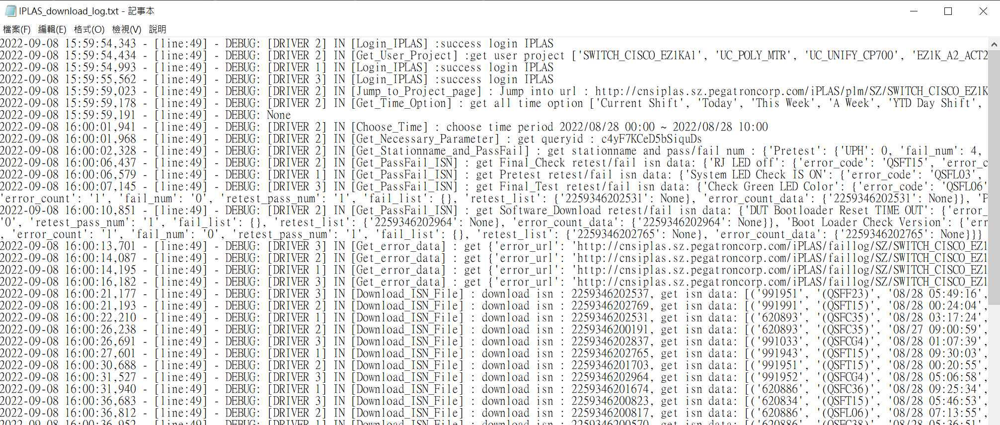 IPLAS_download_log.txt - 記事本
檔案(F) 編輯(E) 格式(O) 檢視(V) 說明
2022-09-08 15:59:54,343 - [line:49] - DEBUG: [DRIVER 2] IN [Login_IPLAS] :success login IPLAS
2022-09-08 15:59:54,434 - [line:49] - DEBUG: [DRIVER 2] IN [Get_User_Project] :get user project ['SWITCH_CISCO_EZ1KA1', 'UC_POLY_MTR', 'UC_UNIFY_CP700', 'EZ1K_A2_ACT2
2022-09-08 15:59:54,993 - [line:49] - DEBUG: [DRIVER 1] IN [Login_IPLAS] :success login IPLAS
2022-09-08 15:59:55,562 - [line:49] - DEBUG: [DRIVER 3] IN [Login_IPLAS] :success login IPLAS
2022-09-08 15:59:59,023 - [line:49] - DEBUG: [DRIVER 2] IN [Jump_to_Project_page] : Jump into url : http://cnsiplas.sz.pegatroncorp.com/iPLAS/plm/SZ/SWITCH_CISCO_EZ1K
2022-09-08 15:59:59,178 - [line:49] - DEBUG: [DRIVER 2] IN [Get_Time_Option] : get all time option ['Current Shift', 'Today', 'This Week', 'A Week', 'YTD Day Shift',
2022-09-08 15:59:59,191 - [line:49] - DEBUG: None
2022-09-08 16:00:01,941 - [line:49] - DEBUG: [DRIVER 2] IN [Choose_Time] : choose time period 2022/08/28 00:00 ~ 2022/08/28 10:00
2022-09-08 16:00:01,968 - [line:49] - DEBUG: [DRIVER 2] IN [Get_Necessary_Parameter] : get queryid : c4yF7KCeD5bSiquDs
2022-09-08 16:00:02,328 - [line:49] - DEBUG: [DRIVER 2] IN [Get_Stationname_and_PassFail] : get stationname and pass/fail num : {'Pretest': {'UPH': 0, 'fail_num': 4,
2022-09-08 16:00:06,437 - [line:49] - DEBUG: [DRIVER 2] IN [Get_PassFail_ISN] : get Final_Check retest/fail isn data: {'RJ LED off': {'error_code': 'QSFT15', 'error_c
2022-09-08 16:00:06,579 - [line:49] - DEBUG: [DRIVER 1] IN [Get_PassFail_ISN] : get Pretest retest/fail isn data: {'System LED Check IS ON': {'error_code': 'QSFL03',
2022-09-08 16:00:07,145 - [line:49] - DEBUG: [DRIVER 3] IN [Get_PassFail_ISN] : get Final_Test retest/fail isn data: {'Check Green LED Color': {'error_code': 'QSFL06'
'error_count': '1', 'fail_num': '0', 'retest_pass_num': '1', 'fail_list': {}, 'retest_list': {'2259346202531': None}, 'error_count_data': {'2259346202531': None}}, 'P
2022-09-08 16:00:10,851 - [line:49] - DEBUG: [DRIVER 2] IN [Get_PassFail_ISN] : get Software_Download retest/fail isn data: {'DUT Bootloader Reset TIME OUT': {'error_
'0', 'retest_pass_num': '1', 'fail_list': {}, 'retest_list': {'2259346202964': None}, 'error_count_data': {'2259346202964': None}}, 'Boot Loader Check Version': {'err
, 'error_count': '1', 'fail_num': '0', 'retest_pass_num': '1', 'fail_list': {}, 'retest_list': {'2259346202765': None}, 'error_count_data': {'2259346202765': None}}}
2022-09-08 16:00:13,701 - [line:49] - DEBUG: [DRIVER 3] IN [Get_error_data] : get {'error_url': 'http://cnsiplas.sz.pegatroncorp.com/iPLAS/faillog/SZ/SWITCH_CISCO_EZ1
2022-09-08 16:00:14,087 - [line:49] - DEBUG: [DRIVER 2] IN [Get_error_data] : get {'error_url': 'http://cnsiplas.sz.pegatroncorp.com/iPLAS/faillog/SZ/SWITCH_CISCO_EZ1
2022-09-08 16:00:14,195 - [line:49] - DEBUG: [DRIVER 1] IN [Get_error_data] : get {'error_url': 'http://cnsiplas.sz.pegatroncorp.com/iPLAS/faillog/SZ/SWITCH_CISCO_EZ1
2022-09-08 16:00:16,182 - [line:49] - DEBUG: [DRIVER 3] IN [Get_error_data] : get {'error_url': 'http://cnsiplas.sz.pegatroncorp.com/iPLAS/faillog/SZ/SWITCH_CISCO_EZ1
2022-09-08 16:00:21,177 - [line:49] - DEBUG: [DRIVER 3] IN [Download_ISN_File] : download isn : 2259346202537, get isn data: [('991951', '(QSFF23)', '08/28 05:49:16',
2022-09-08 16:00:21,193 - [line:49] - DEBUG: [DRIVER 2] IN [Download_ISN_File] : download isn : 2259346202769, get isn data: [('991991', '(QSFT15)', '08/28 00:24:04',
2022-09-08 16:00:22,210 - [line:49] - DEBUG: [DRIVER 1] IN [Download_ISN_File] : download isn : 2259346202531, get isn data: [('620893', '(QSFC35)', '08/28 03:17:24',
2022-09-08 16:00:26,238 - [line:49] - DEBUG: [DRIVER 2] IN [Download_ISN_File] : download isn : 2259346200191, get isn data: [('620893', '(QSFC35)', '08/27 09:00:59',
2022-09-08 16:00:26,691 - [line:49] - DEBUG: [DRIVER 3] IN [Download_ISN_File] : download isn : 2259346202837, get isn data: [('991033', '(QSFCG4)', '08/28 01:07:39',
2022-09-08 16:00:27,601 - [line:49] - DEBUG: [DRIVER 1] IN [Download_ISN_File] : download isn : 2259346202765, get isn data: [('991943', '(QSFT15)', '08/28 09:30:03',
2022-09-08 16:00:30,688 - [line:49] - DEBUG: [DRIVER 2] IN [Download_ISN_File] : download isn : 2259346201703, get isn data: [('991951', '(QSFT15)', '08/28 00:20:55',
2022-09-08 16:00:31,527 - [line:49] - DEBUG: [DRIVER 3] IN [Download_ISN_File] : download isn : 2259346202964, get isn data: [('991952', '(QSFCG4)', '08/28 05:06:58',
2022-09-08 16:00:31,940 - [line:49] - DEBUG: [DRIVER 1] IN [Download_ISN_File] : download isn : 2259346201674, get isn data: [('620886', '(QSFC36)', '08/28 09:25:34',
2022-09-08 16:00:36,683 - [line:49] - DEBUG: [DRIVER 3] IN [Download_ISN_File] : download isn : 2259346200823, get isn data: [('620834', '(QSFT15)', '08/28 05:46:53',
2022-09-08 16:00:36,812 - [line:49] - DEBUG: [DRIVER 2] IN [Download_ISN_File] : download isn : 2259346200817, get isn data: [('620886', '(QSFL06)', '08/28 07:13:55',
2022-09-08 16:00:36,952 - [line:49] - DEBUG: [DRIVER 1] IN [Download_ISN_File] : download isn : 2259346200570, get isn data: [('620886', '(QSFC38)', '08/28 05:36:51',